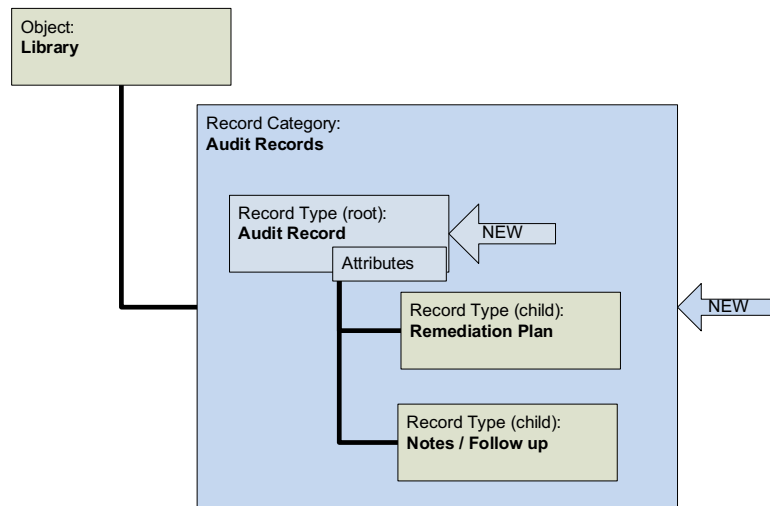 Object:
Library
Record Category:
Audit Records
Record Type (root):
Audit Record
NEW
Attributes
Record Type (child):
Remediation Plan
NEW
Record Type (child):
Notes / Follow up